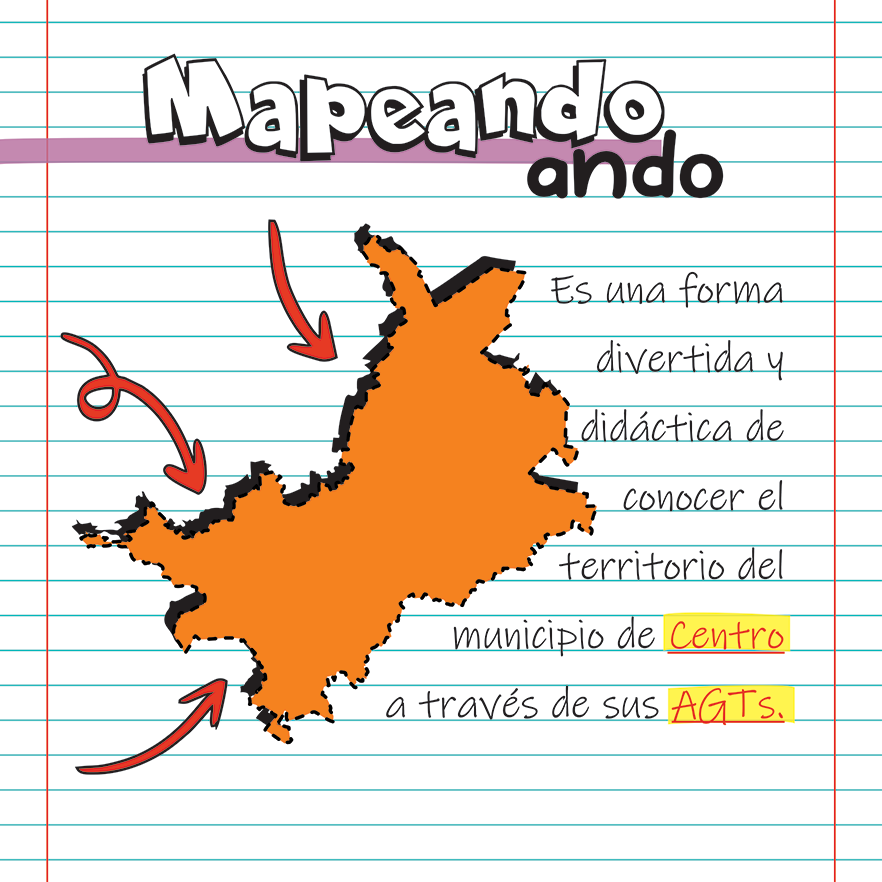 Mapeando
ando
Es una forma
divertida y
didáctica de
conocer el
territorio del
municipio de Centro
a través de sus AGTs.